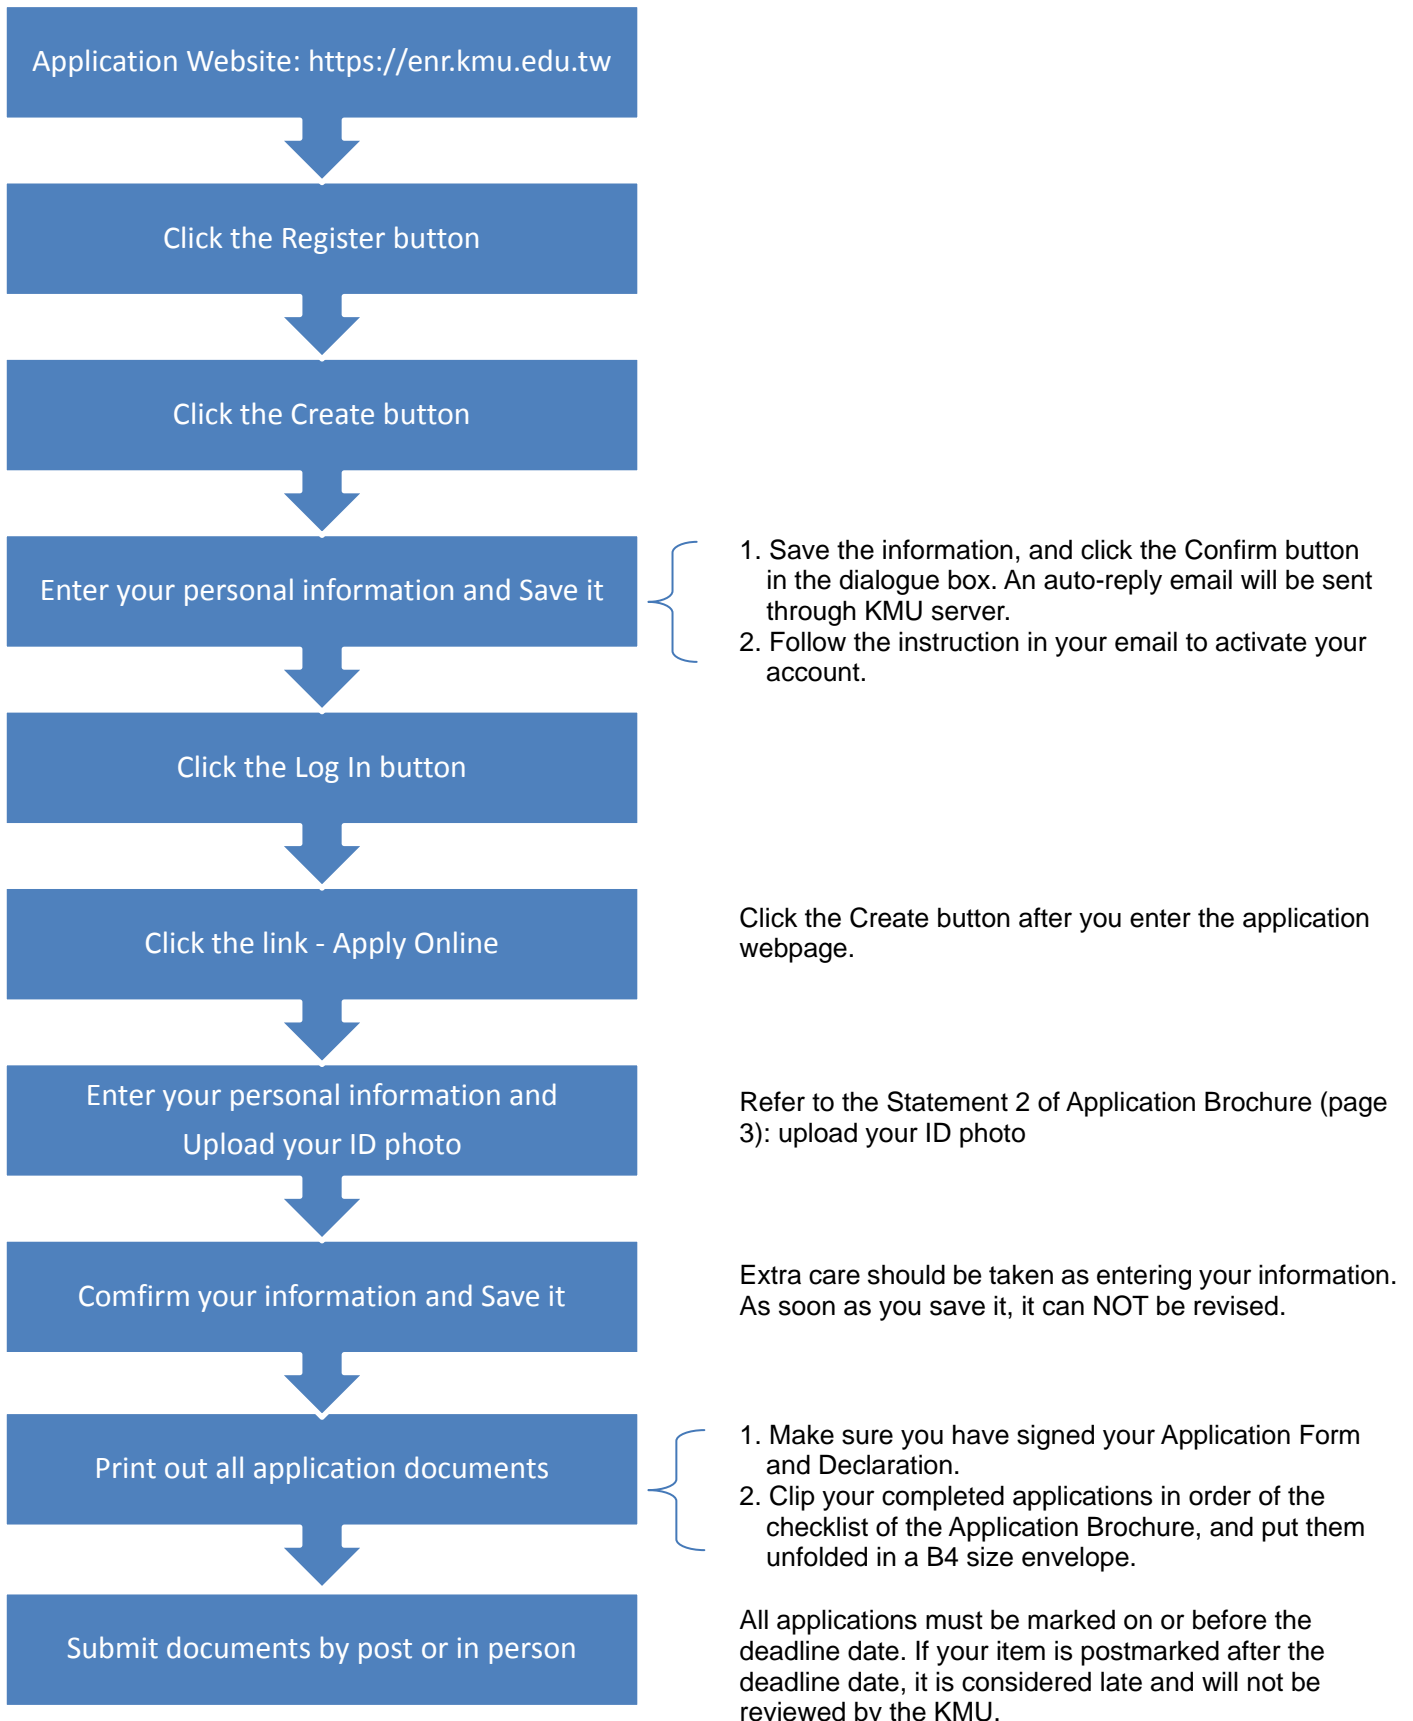 Application Website: https://enr.kmu.edu.tw
Click the Register button
Click the Create button
Enter your personal information and Save it
1. Save the information, and click the Confirm button
in the dialogue box. An auto-reply email will be sent
through KMU server.
2. Follow the instruction in your email to activate your
account.
Click the Log In button
Click the link - Apply Online
Click the Create button after you enter the application
webpage.
Enter your personal information and
Upload your ID photo
Refer to the Statement 2 of Application Brochure (page
3): upload your ID photo
Comfirm your information and Save it
Extra care should be taken as entering your information.
As soon as you save it, it can NOT be revised.
Print out all application documents
1. Make sure you have signed your Application Form
and Declaration.
2. Clip your completed applications in order of the
checklist of the Application Brochure, and put them
unfolded in a B4 size envelope.
Submit documents by post or in person
All applications must be marked on or before the
deadline date. If your item is postmarked after the
deadline date, it is considered late and will not be
reviewed by the KMU.